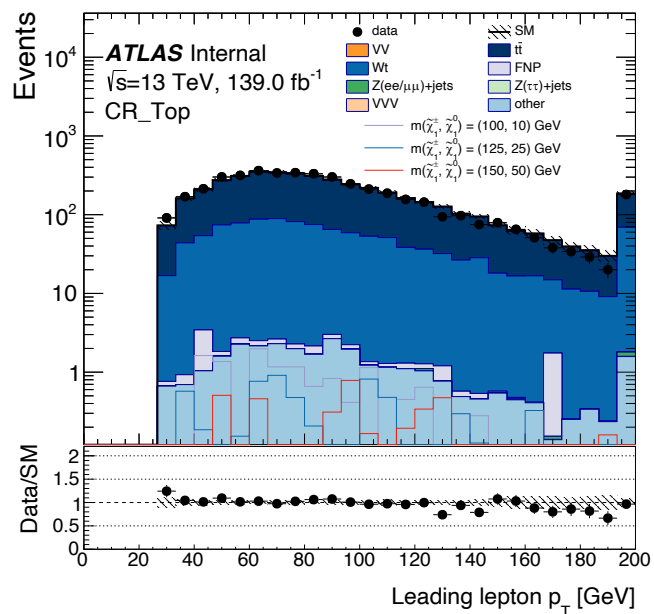 Events
ATLAS Internal
√s=13 TeV, 139.0 fb⁻¹
CR_Top
data
SM
VV
tt̄
Wt
FNP
Z(ee/μμ)+jets
Z(ττ)+jets
VVV
other
m(χ̃₁±, χ̃₁⁰) = (100, 10) GeV
m(χ̃₁±, χ̃₁⁰) = (125, 25) GeV
m(χ̃₁±, χ̃₁⁰) = (150, 50) GeV
10⁴
10³
10²
10
1
Data/SM
2
1.5
1
0.5
0
0 20 40 60 80 100 120 140 160 180 200
Leading lepton p_T [GeV]